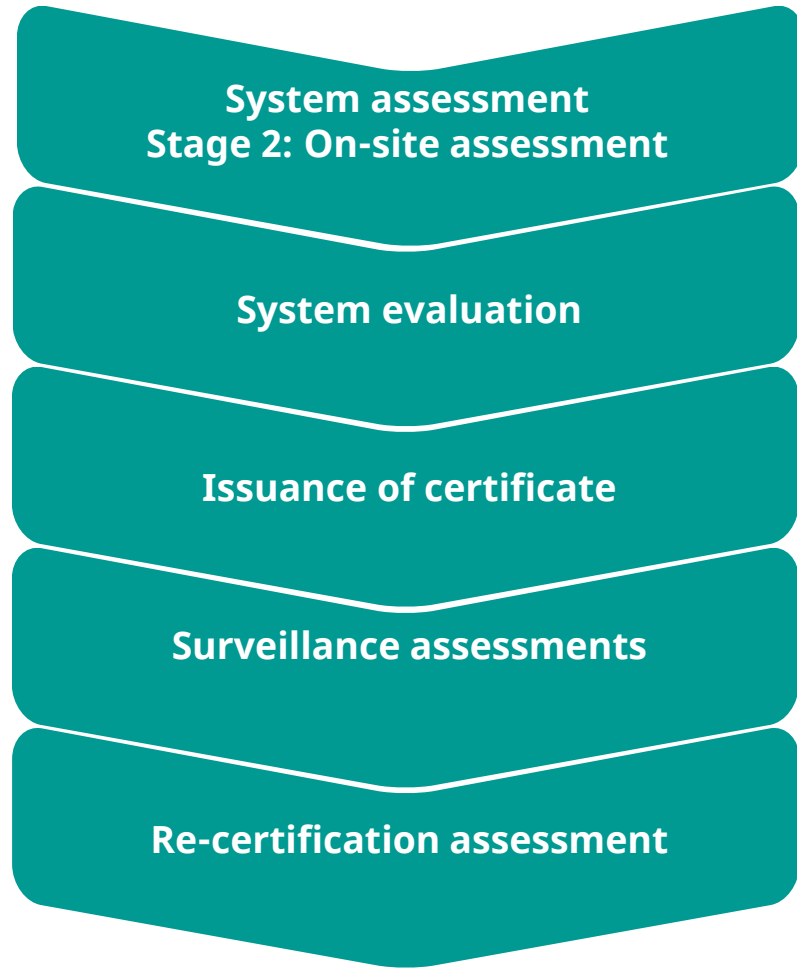 System assessment
Stage 2: On-site assessment
System evaluation
Issuance of certificate
Surveillance assessments
Re-certification assessment